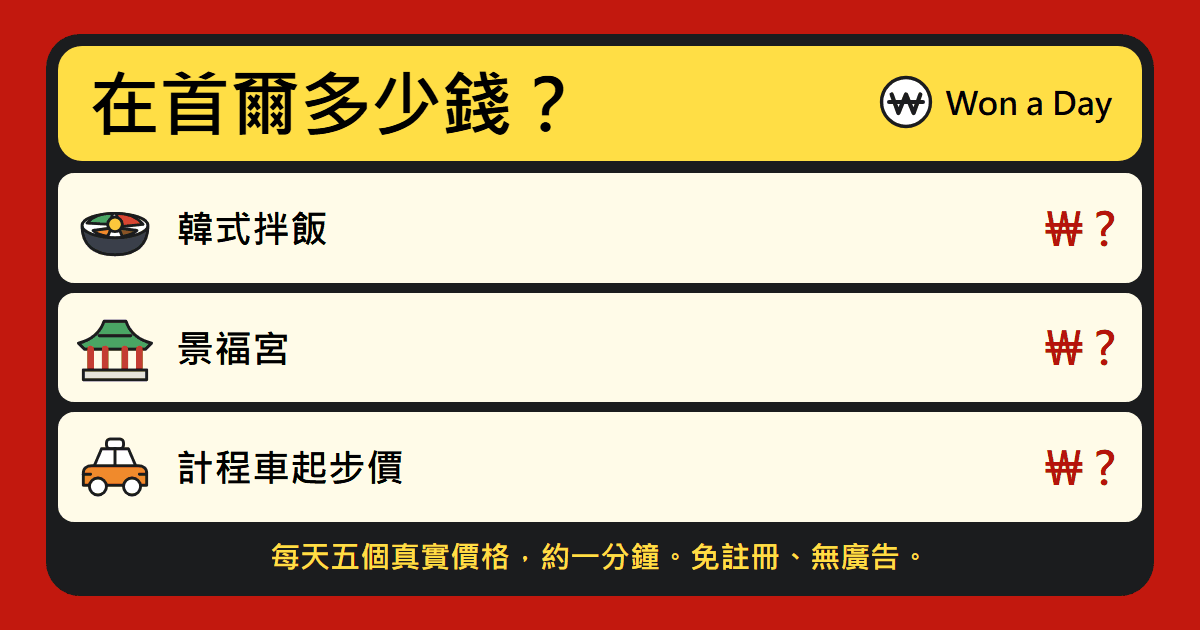 在首爾多少錢？
₩ Won a Day
韓式拌飯 ₩？
景福宮 ₩？
計程車起步價 ₩？
每天五個真實價格，約一分鐘。免註冊、無廣告。